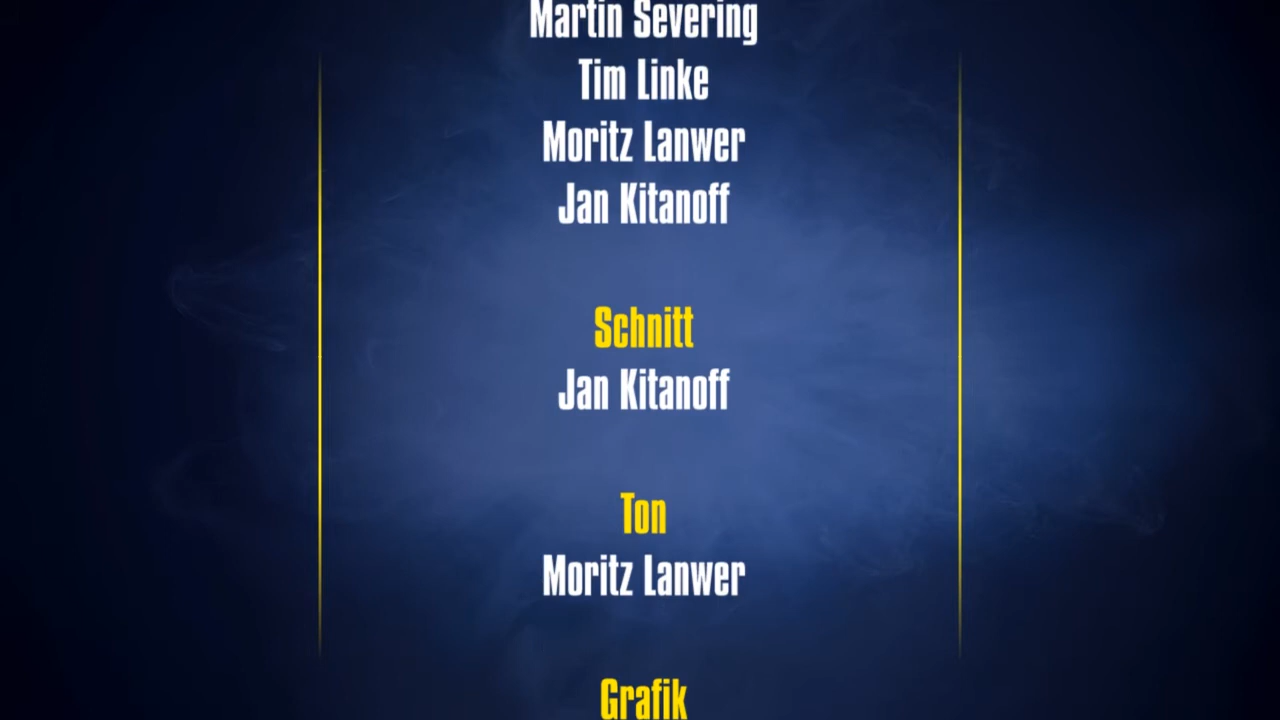 Martin Severing
Tim Linke
Moritz Lanwer
Jan Kitanoff
Schnitt
Jan Kitanoff
Ton
Moritz Lanwer
Grafik